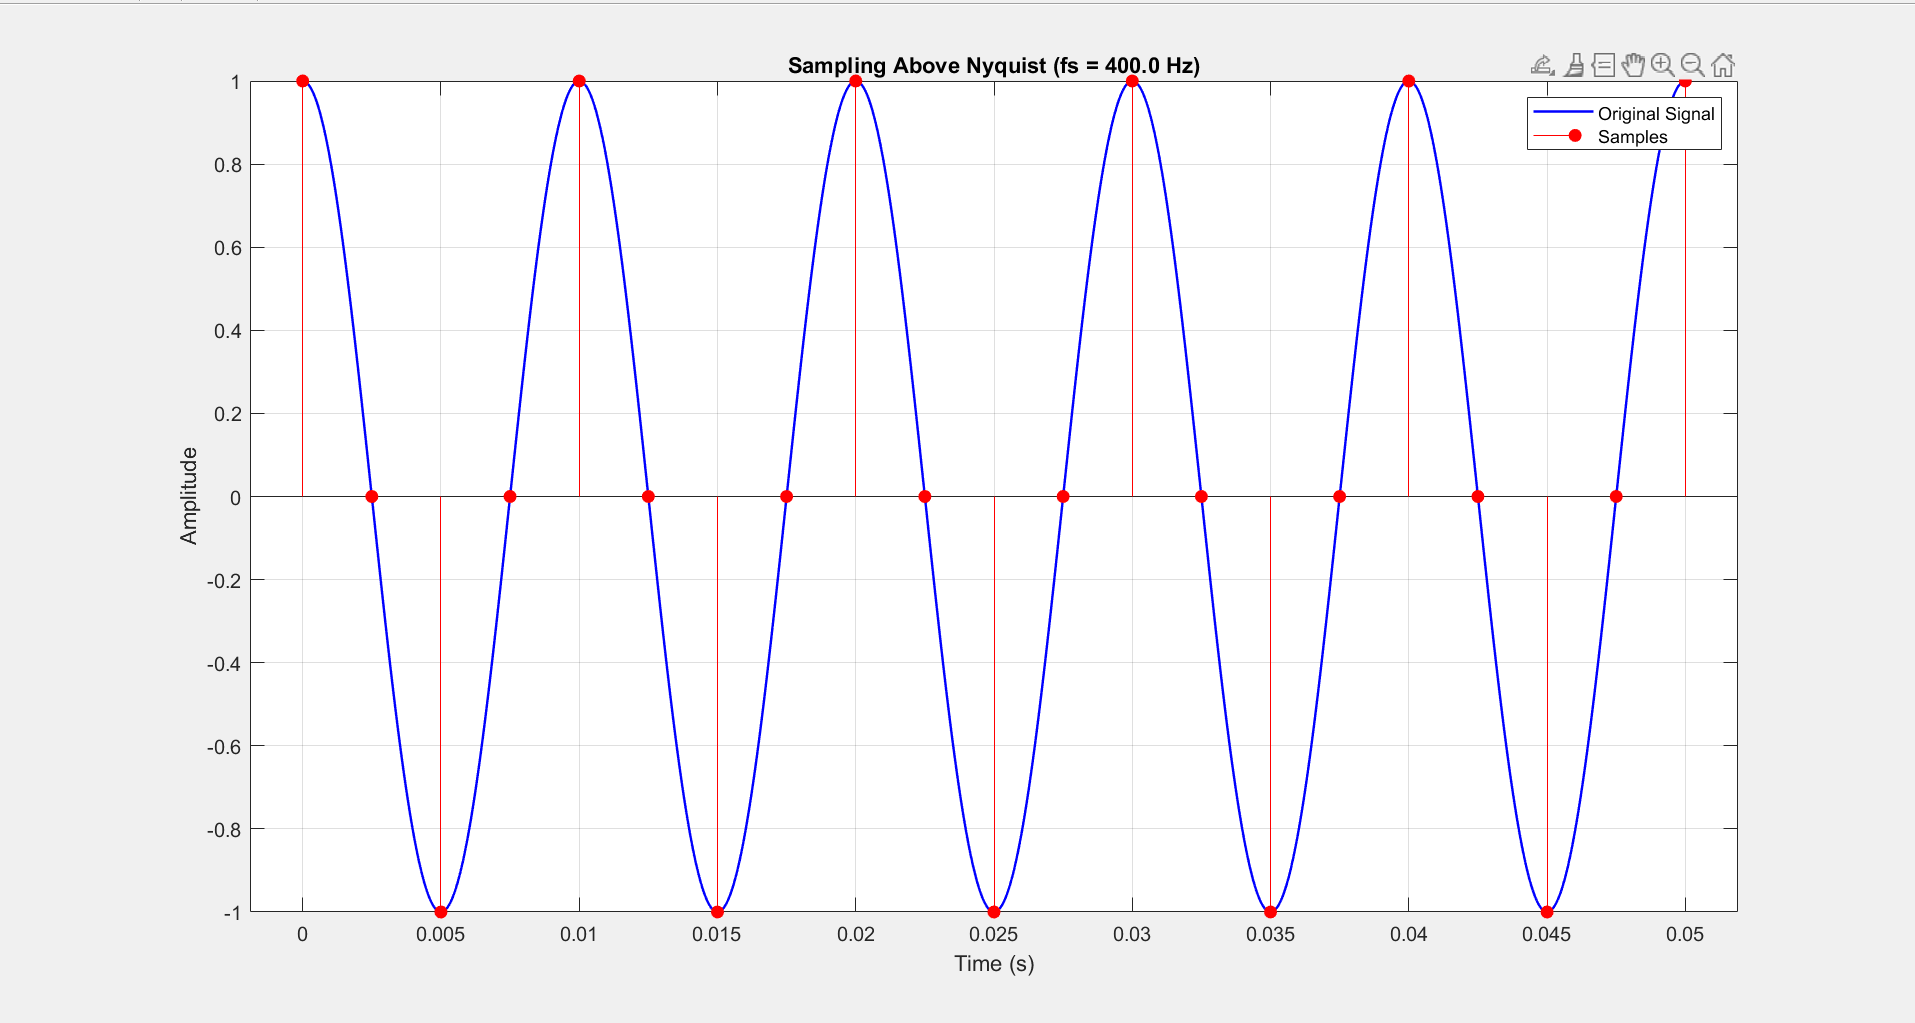 Sampling Above Nyquist (fs = 400.0 Hz)
Original Signal
Samples
1
0.8
0.6
0.4
0.2
0
-0.2
-0.4
-0.6
-0.8
-1
Amplitude
0 0.005 0.01 0.015 0.02 0.025 0.03 0.035 0.04 0.045 0.05
Time (s)